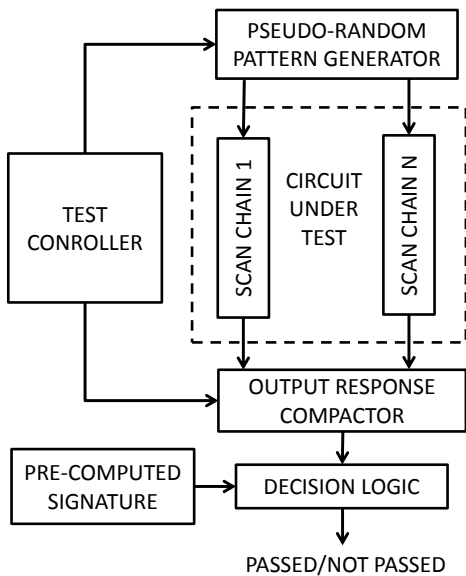 PSEUDO-RANDOM
PATTERN GENERATOR
TEST
CONROLLER
SCAN CHAIN 1
CIRCUIT
UNDER
TEST
SCAN CHAIN N
OUTPUT RESPONSE
COMPACTOR
PRE-COMPUTED
SIGNATURE
DECISION LOGIC
PASSED/NOT PASSED